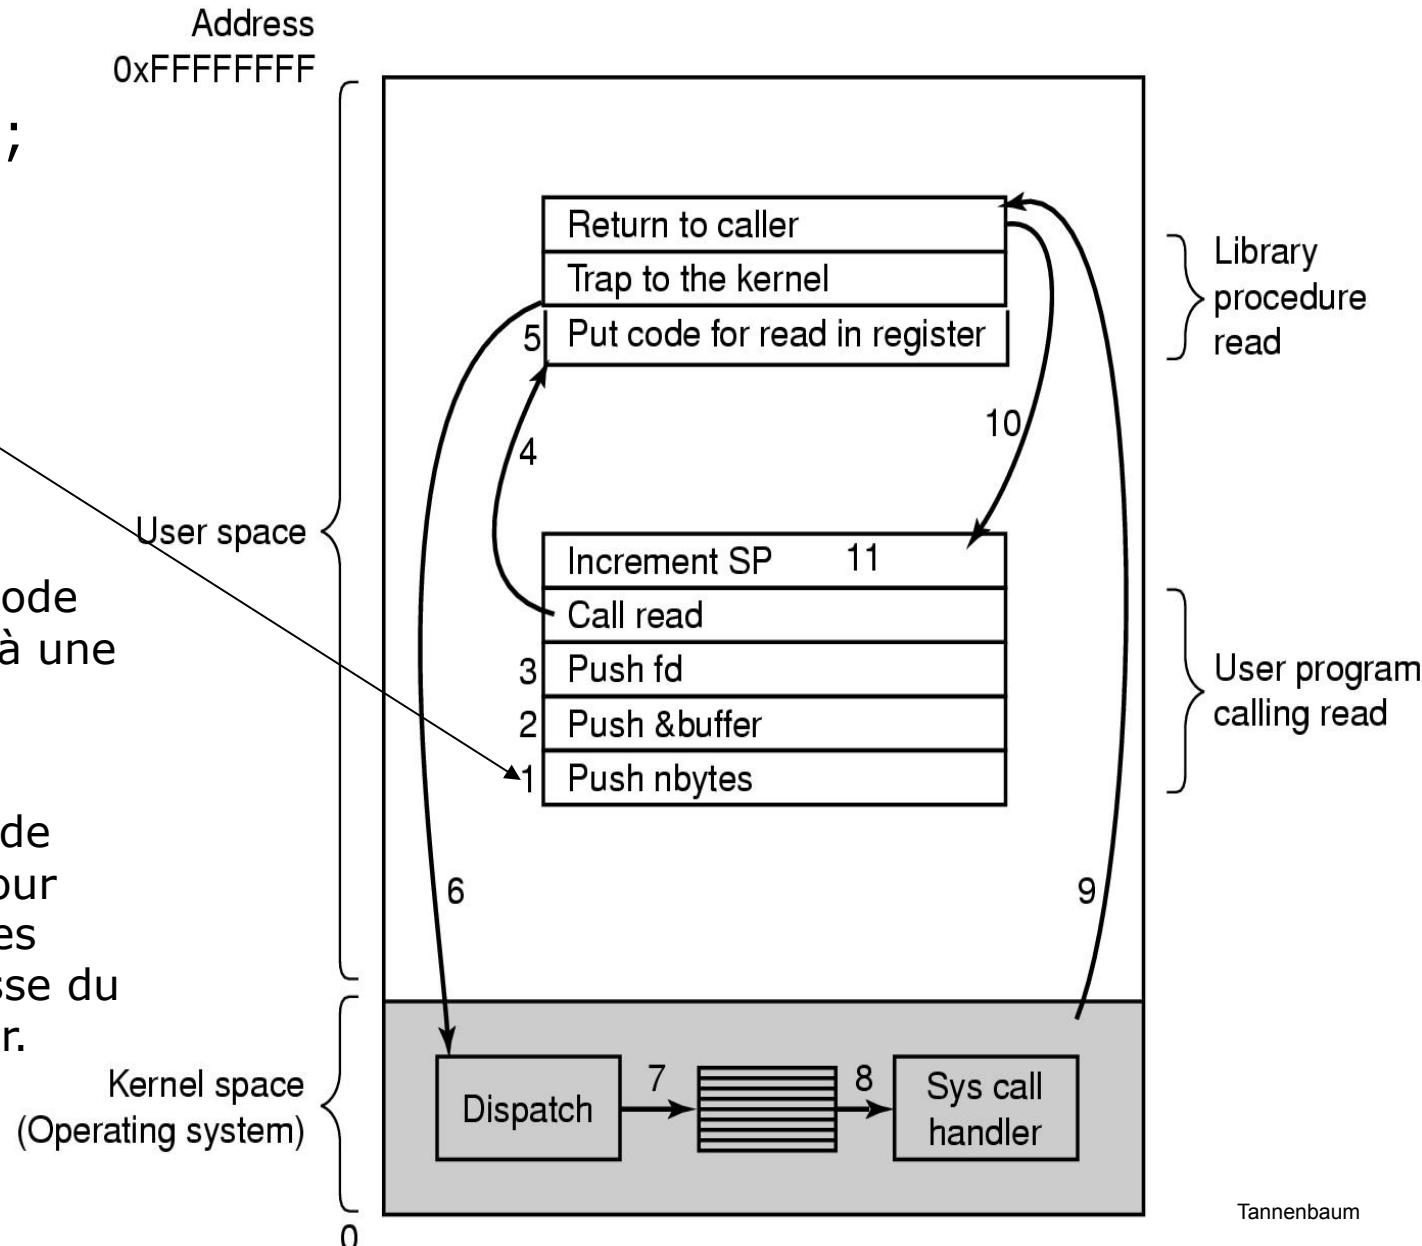 Address
0xFFFFFFFF
;
Return to caller
Trap to the kernel
5 Put code for read in register
Library
procedure
read
4
10
User space
Increment SP 11
Call read
3 Push fd
2 Push &buffer
1 Push nbytes
User program
calling read
ode
à une
de
our
es
sse du
r.
6
9
Kernel space
(Operating system)
Dispatch
7
8
Sys call
handler
0
Tannenbaum